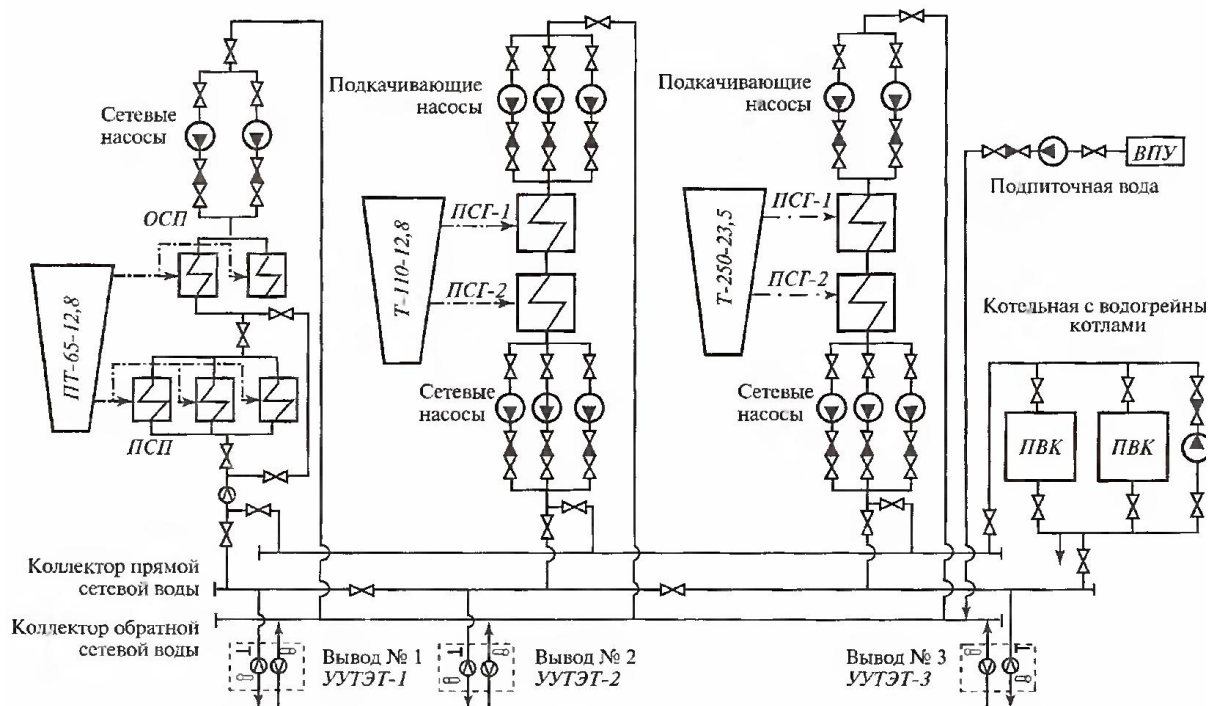 Сетевые
насосы
ОСП
ПТ-65-12,8
ПСП
Подкачивающие
насосы
ПСГ-1
Т-110-12,8
ПСГ-2
Сетевые
насосы
Подкачивающие
насосы
ПСГ-1
Т-250-23,5
ПСГ-2
Сетевые
насосы
ВПУ
Подпиточная вода
Котельная с водогрейны
котлами
ПВК
ПВК
Коллектор прямой
сетевой воды
Коллектор обратной
сетевой воды
Вывод № 1
УУТЭТ-1
Вывод № 2
УУТЭТ-2
Вывод № 3
УУТЭТ-3